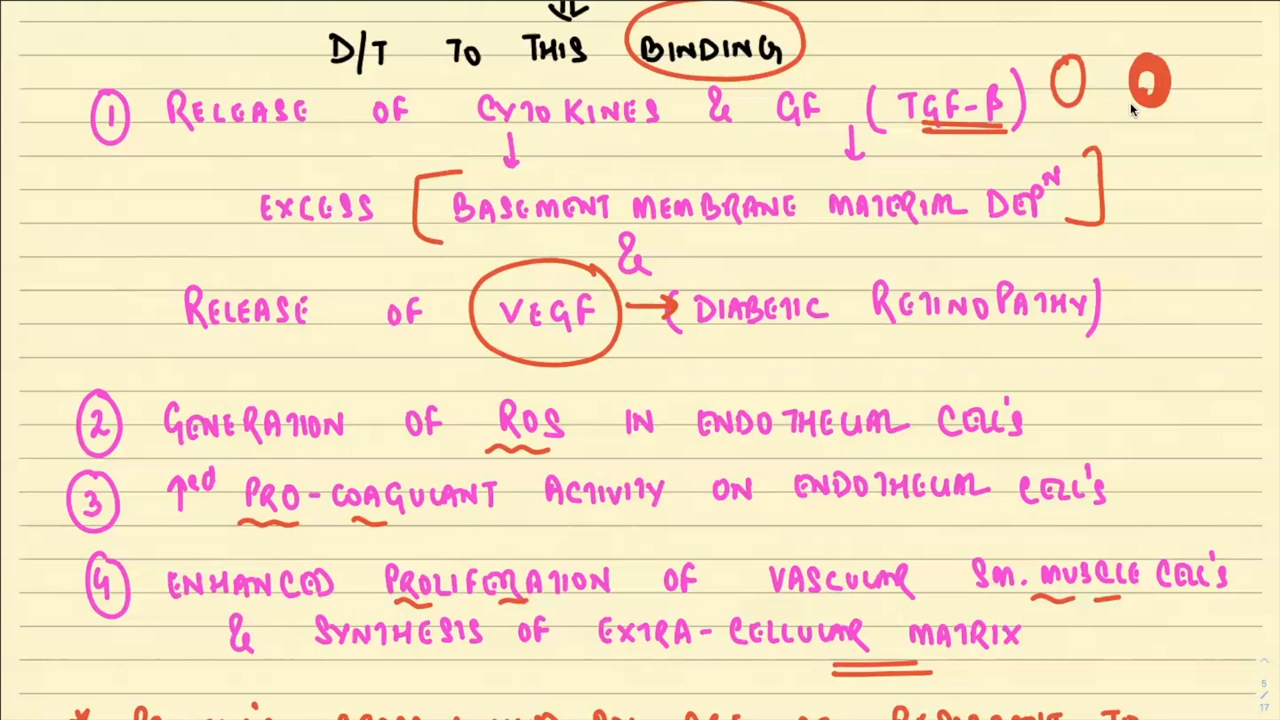 D/T TO THIS BINDING
① RELEASE OF CYTOKINES & GF (TGF-β)
EXCESS [BASEMENT MEMBRANE MATERIAL DEPᴺ]
&
RELEASE OF VEGF → (DIABETIC RETINOPATHY)
② GENERATION OF ROS IN ENDOTHELIAL CELL'S
③ ↑ed PRO-COAGULANT ACTIVITY ON ENDOTHELIAL CELL'S
④ ENHANCED PROLIFERATION OF VASCULAR SM. MUSCLE CELL'S
& SYNTHESIS OF EXTRA-CELLULAR MATRIX
5
/
17